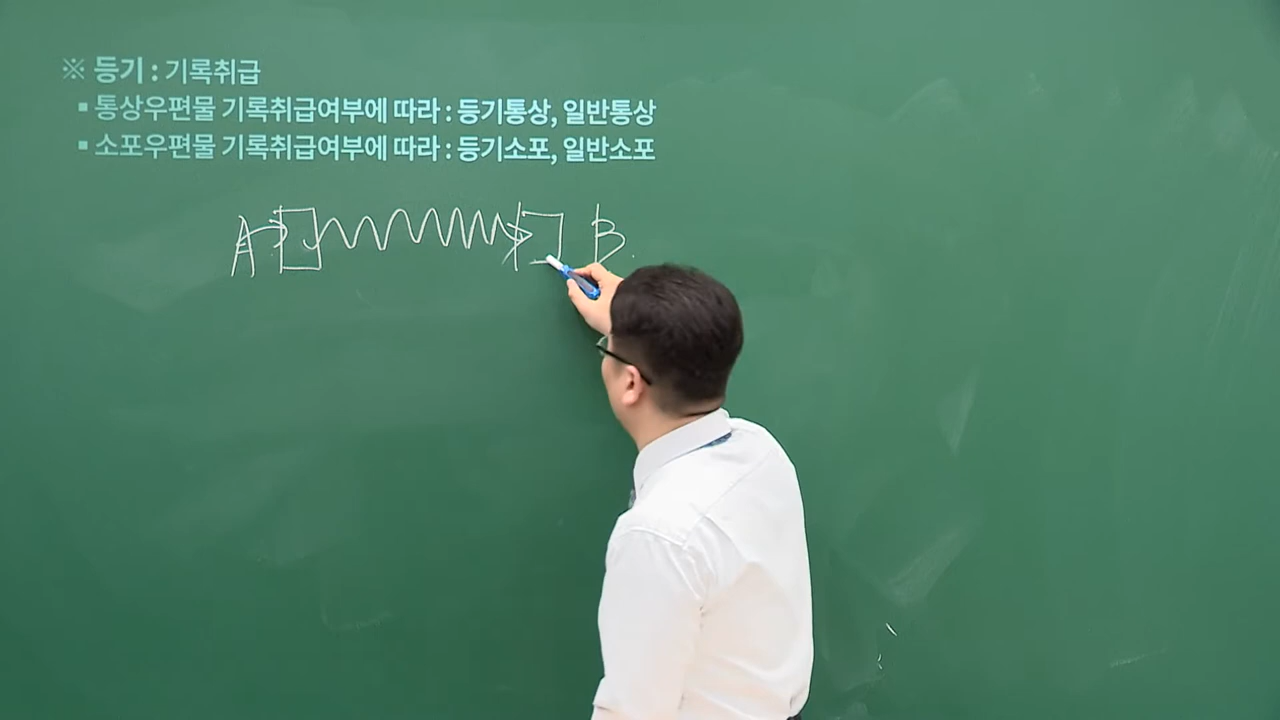 ※ 등기 : 기록취급
▪ 통상우편물 기록취급여부에 따라 : 등기통상, 일반통상
▪ 소포우편물 기록취급여부에 따라 : 등기소포, 일반소포
A B